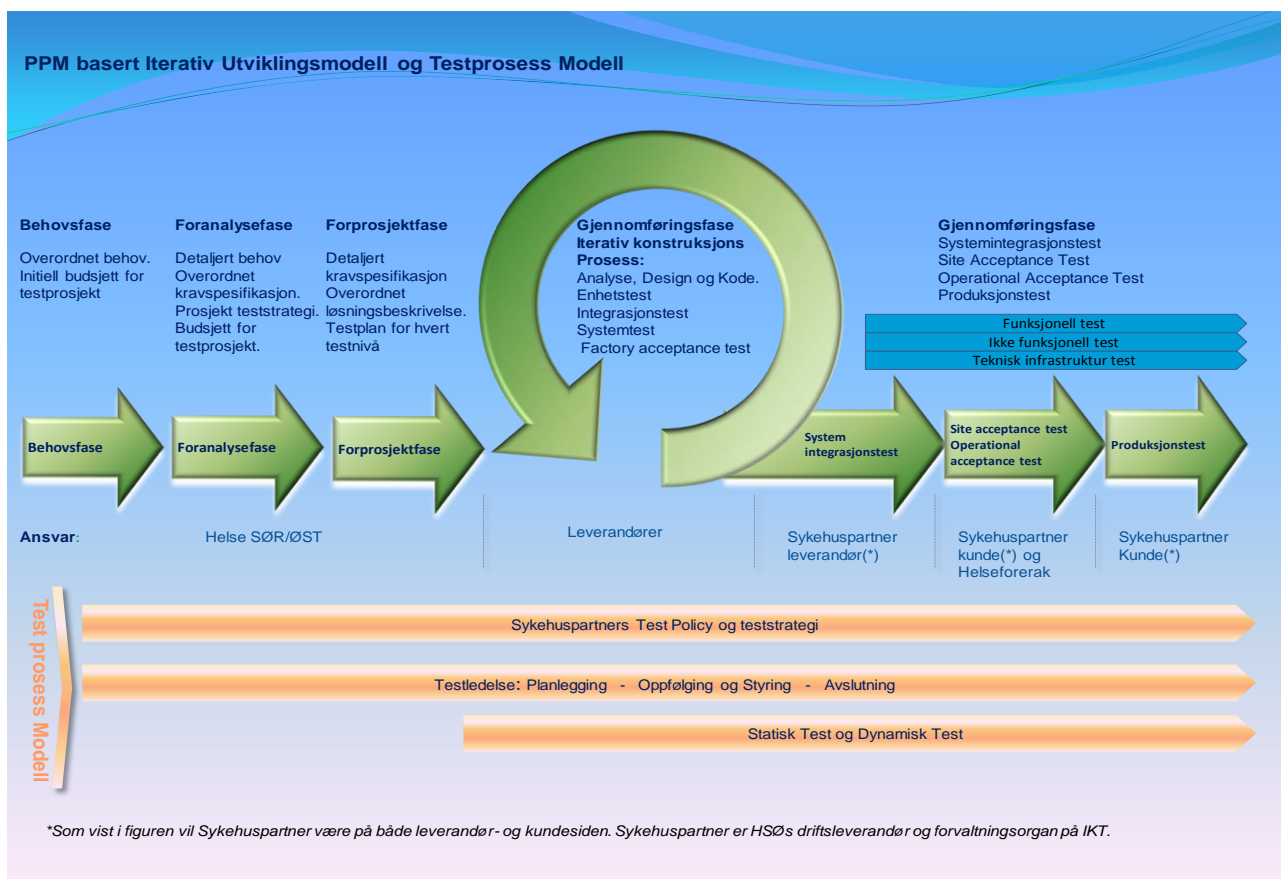 PPM basert Iterativ Utviklingsmodell og Testprosess Modell
Behovsfase
Overordnet behov.
Initiell budsjett for
testprosjekt
Foranalysefase
Detaljert behov
Overordnet
kravspesifikasjon.
Prosjekt teststrategi.
Budsjett for
testprosjekt.
Forprosjektfase
Detaljert
kravspesifikasjon
Overordnet
løsningsbeskrivelse.
Testplan for hvert
testnivå
Gjennomføringsfase
Iterativ konstruksjons
Prosess:
Analyse, Design og Kode.
Enhetstest
Integrasjonstest
Systemtest
Factory acceptance test
Gjennomføringsfase
Systemintegrasjonstest
Site Acceptance Test
Operational Acceptance Test
Produksjonstest
Funksjonell test
Ikke funksjonell test
Teknisk infrastruktur test
Behovsfase
Foranalysefase
Forprosjektfase
System
integrasjonstest
Site acceptance test
Operational
acceptance test
Produksjonstest
Ansvar:
Helse SØR/ØST
Leverandører
Sykehuspartner
leverandør(*)
Sykehuspartner
kunde(*) og
Helseforerak
Sykehuspartner
Kunde(*)
Test prosess Modell
Sykehuspartners Test Policy og teststrategi
Testledelse: Planlegging - Oppfølging og Styring - Avslutning
Statisk Test og Dynamisk Test
*Som vist i figuren vil Sykehuspartner være på både leverandør- og kundesiden. Sykehuspartner er HSØs driftsleverandør og forvaltningsorgan på IKT.